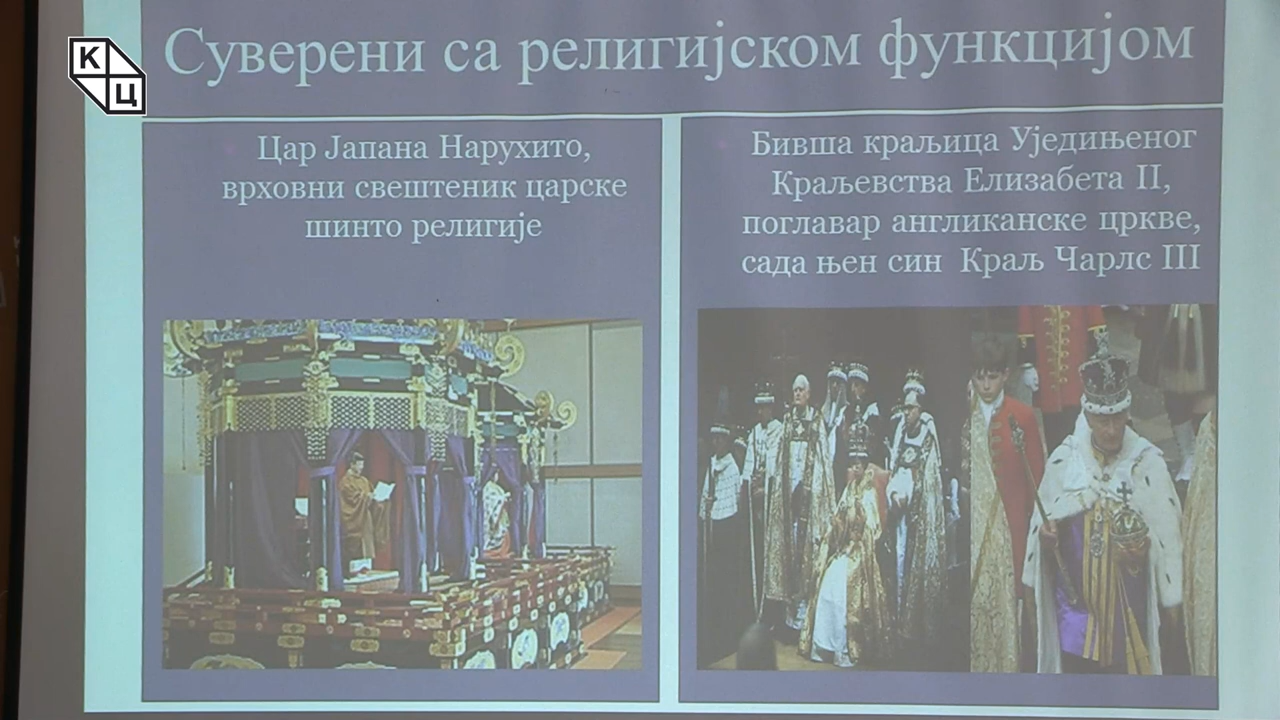 КЦ
Суверени са религијском функцијом
Цар Јапана Нарухито,
врховни свештеник царске
шинто религије
Бивша краљица Уједињеног
Краљевства Елизабета II,
поглавар англиканске цркве,
сада њен син Краљ Чарлс III